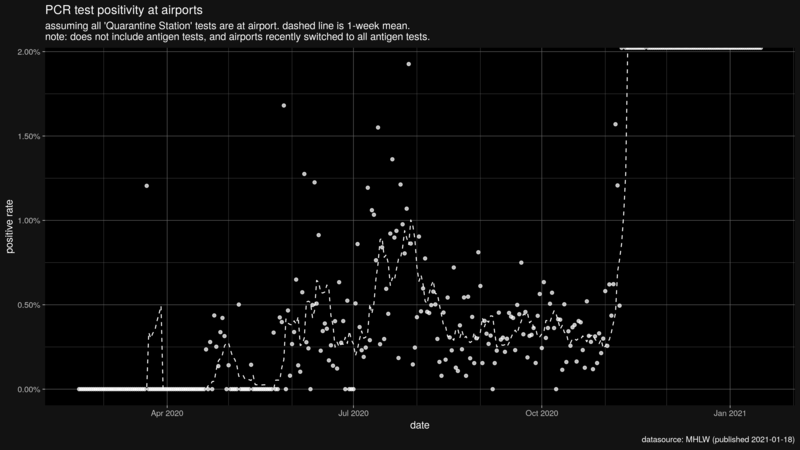 PCR test positivity at airports
assuming all 'Quarantine Station' tests are at airport. dashed line is 1-week mean.
note: does not include antigen tests, and airports recently switched to all antigen tests.
2.00%
1.50%
1.00%
0.50%
0.00%
positive rate
Apr 2020
Jul 2020
Oct 2020
Jan 2021
date
datasource: MHLW (published 2021-01-18)